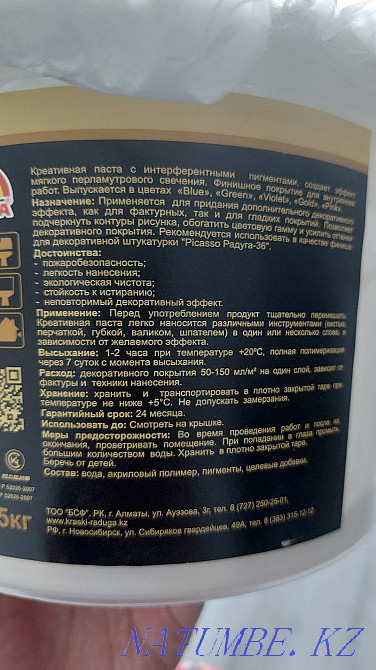 Креативная паста с интерферентными пигментами, создает эффект
мягкого перламутрового свечения. Финишное покрытие для внутренних
работ. Выпускается в цветах «Blue», «Green», «Violet», «Gold», «Pink».
Назначение: Применяется для придания дополнительного декоративного
эффекта, как для фактурных, так и для гладких покрытий. Поможет
подчеркнуть контуры рисунка, обогатить цветовую гамму и усилить оттенки
декоративного покрытия. Рекомендуется использовать в качестве финиша
для декоративной штукатурки "Picasso Радуга-36".
Достоинства:
- пожаробезопасность;
- легкость нанесения;
- экологическая чистота;
- стойкость к истиранию;
- неповторимый декоративный эффект.
Применение: Перед употреблением продукт тщательно перемешать.
Креативная паста легко наносится различными инструментами (кистью,
перчаткой, губкой, валиком, шпателем) в один или несколько слоев, в
зависимости от желаемого эффекта.
Высыхание: 1-2 часа при температуре +20°С, полная полимеризация
через 7 суток с момента высыхания.
Расход: декоративного покрытия 50-150 мл/м² на один слой, зависит от
фактуры и техники нанесения.
Хранение: хранить и транспортировать в плотно закрытой таре при
температуре не ниже +5°С. Не допускать замерзания.
Гарантийный срок: 24 месяца.
Использовать до: Смотреть на крышке.
Меры предосторожности: Во время проведения работ и после их
окончания, проветривать помещение. При попадании в глаза промыть
большим количеством воды. Хранить в плотно закрытой таре.
Беречь от детей.
Состав: вода, акриловый полимер, пигменты, целевые добавки.
Р 52020-2007
Р 52020-2007
5кг
ТОО "БСФ", РК, г. Алматы, ул. Ауэзова, 3г, тел. 8 (727) 250-25-01,
www.kraski-raduga.kz
РФ, г. Новосибирск, ул. Сибиряков гвардейцев, 49А, тел. 8 (383) 315-12-12
NATUMBE.KZ